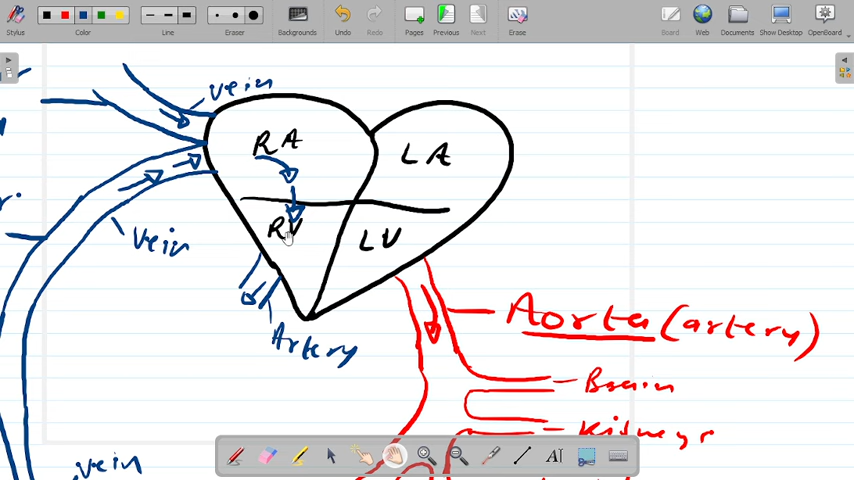 Stylus
Color
Line
Eraser
Backgrounds
Undo
Redo
Pages
Previous
Next
Erase
Board
Web
Documents
Show Desktop
OpenBoard
vein
RA
LA
RV
LV
vein
Artery
Aorta (artery)
Brain
Kidneys
vein